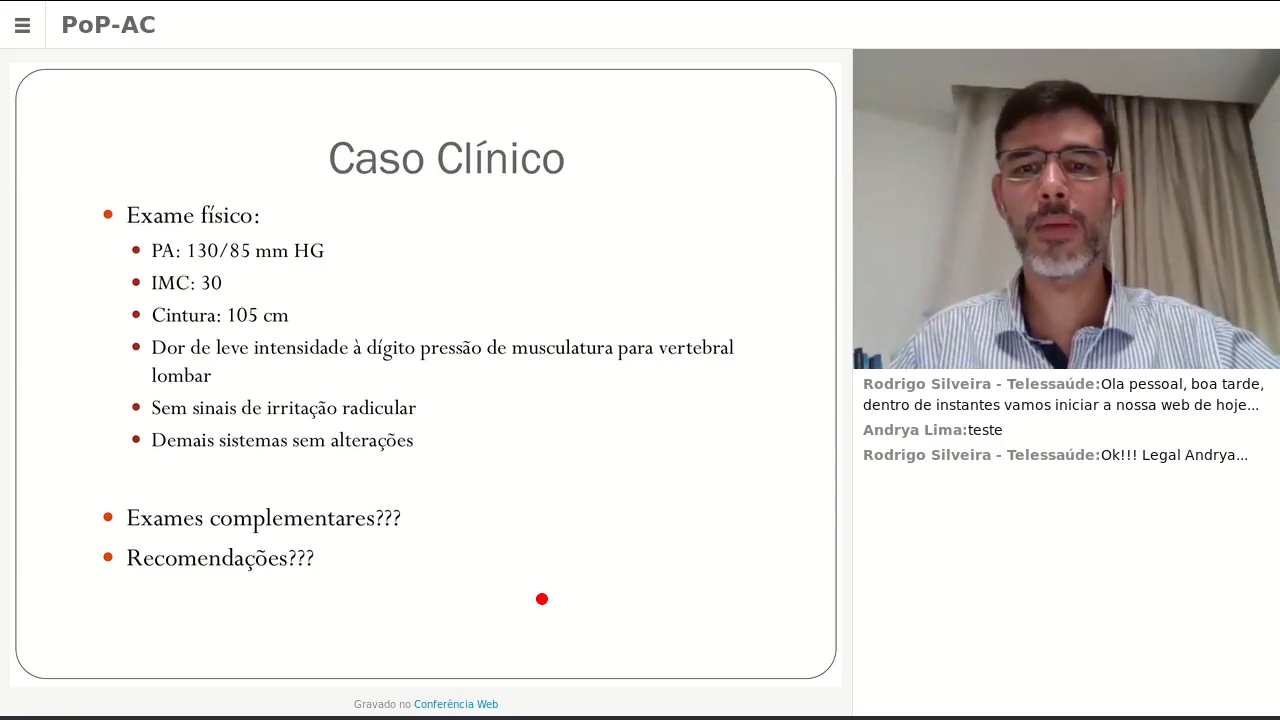 PoP-AC
Caso Clínico
Exame físico:
PA: 130/85 mm HG
IMC: 30
Cintura: 105 cm
Dor de leve intensidade à dígito pressão de musculatura para vertebral
lombar
Sem sinais de irritação radicular
Demais sistemas sem alterações
Exames complementares???
Recomendações???
Gravado no Conferência Web
Rodrigo Silveira - Telessaúde:Ola pessoal, boa tarde,
dentro de instantes vamos iniciar a nossa web de hoje...
Andrya Lima:teste
Rodrigo Silveira - Telessaúde:Ok!!! Legal Andrya...